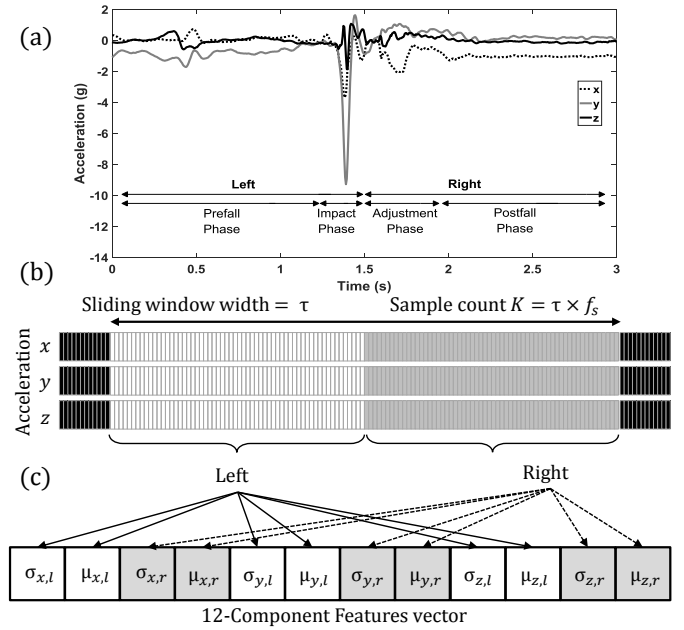 (a)
2
0
-2
-4
-6
-8
-10
-12
-14
Acceleration (g)
x
y
z
Left
Right
Prefall
Phase
Impact
Phase
Adjustment
Phase
Postfall
Phase
0
0.5
1
1.5
2
2.5
3
Time (s)
(b)
Sliding window width = τ
Sample count K = τ × fₛ
Acceleration
x
y
z
(c)
Left
Right
σx,l μx,l σx,r μx,r σy,l μy,l σy,r μy,r σz,l μz,l σz,r μz,r
12-Component Features vector